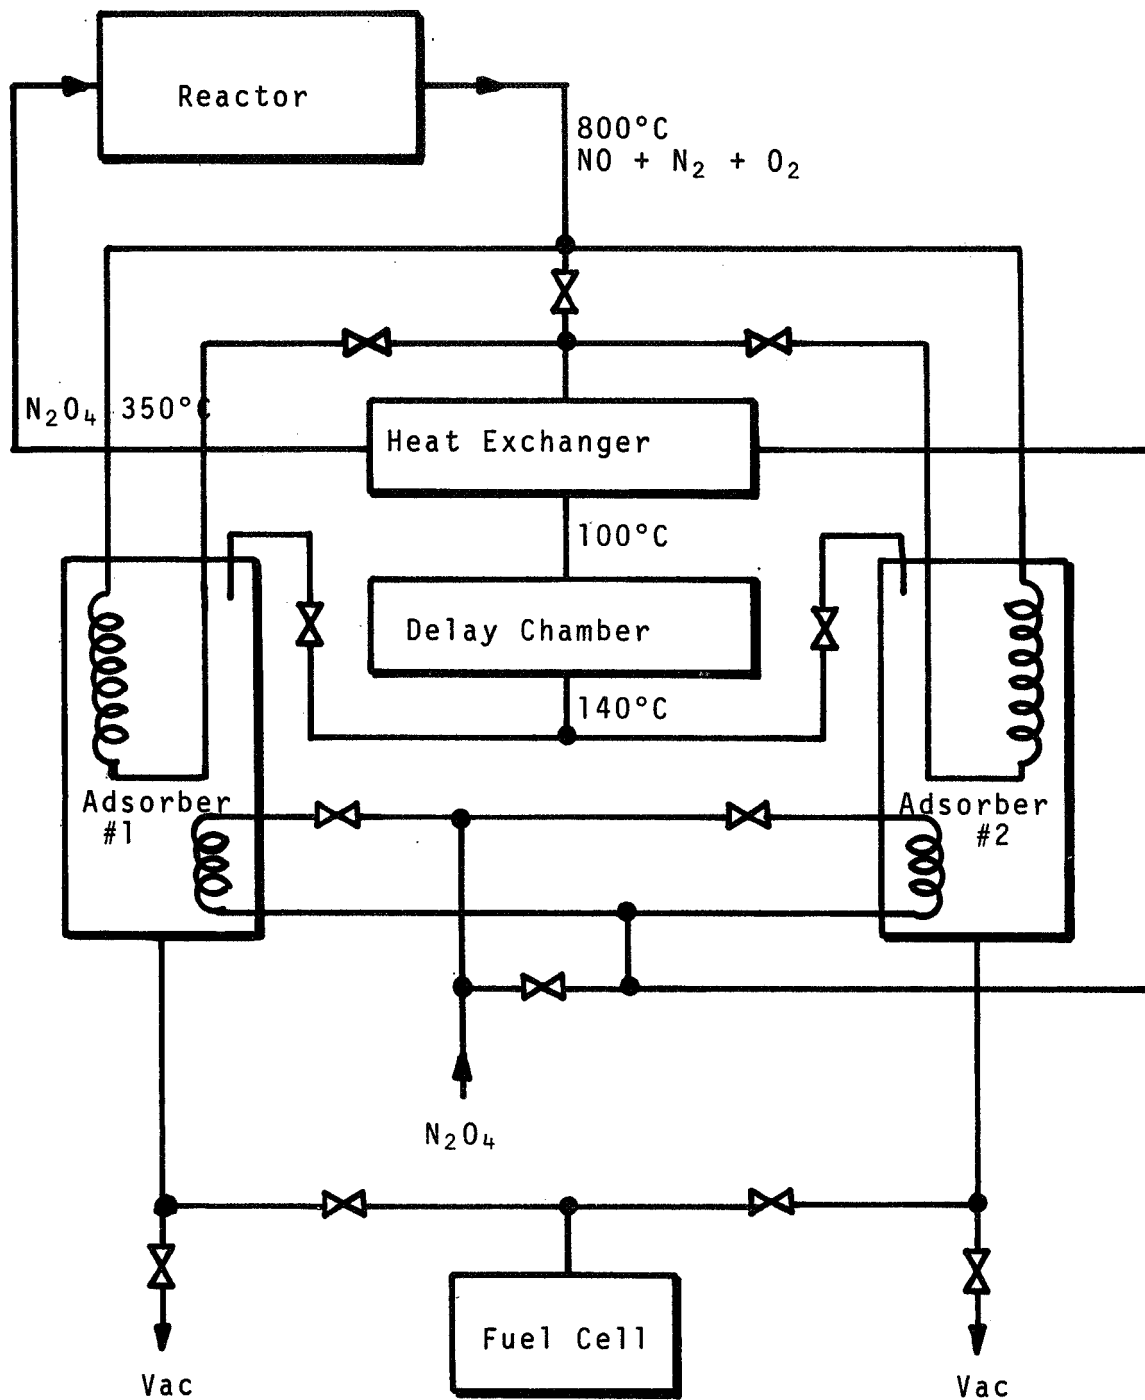 Reactor
800°C
NO + N₂ + O₂
N₂O₄ 350°C
Heat Exchanger
100°C
Delay Chamber
140°C
Adsorber
#1
Adsorber
#2
N₂O₄
Fuel Cell
Vac
Vac